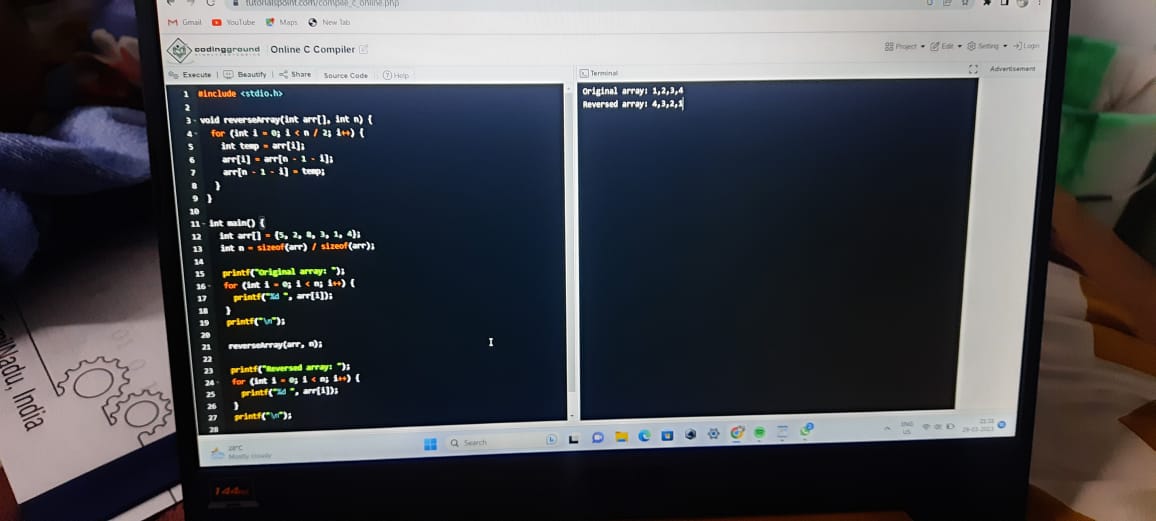 tutorialspoint.com/compile_c_online.php
Gmail YouTube Maps New Tab
codingground Online C Compiler
Project Edit Setting Login
Execute | Beautify | Share Source Code Help
Terminal
Advertisement
1 #include <stdio.h>
2
3 void reverseArray(int arr[], int n) {
4 for (int i = 0; i < n / 2; i++) {
5 int temp = arr[i];
6 arr[i] = arr[n - 1 - i];
7 arr[n - 1 - i] = temp;
8 }
9 }
10
11 int main() {
12 int arr[] = {5, 2, 8, 3, 1, 4};
13 int n = sizeof(arr) / sizeof(arr);
14
15 printf("Original array: ");
16 for (int i = 0; i < n; i++) {
17 printf("%d ", arr[i]);
18 }
19 printf("\n");
20
21 reverseArray(arr, n);
22
23 printf("Reversed array: ");
24 for (int i = 0; i < n; i++) {
25 printf("%d ", arr[i]);
26 }
27 printf("\n");
28
Original array: 1,2,3,4
Reversed array: 4,3,2,1
28°C
Mostly cloudy
Search
ENG
US
28-03-2023
144Hz
Nadu, India